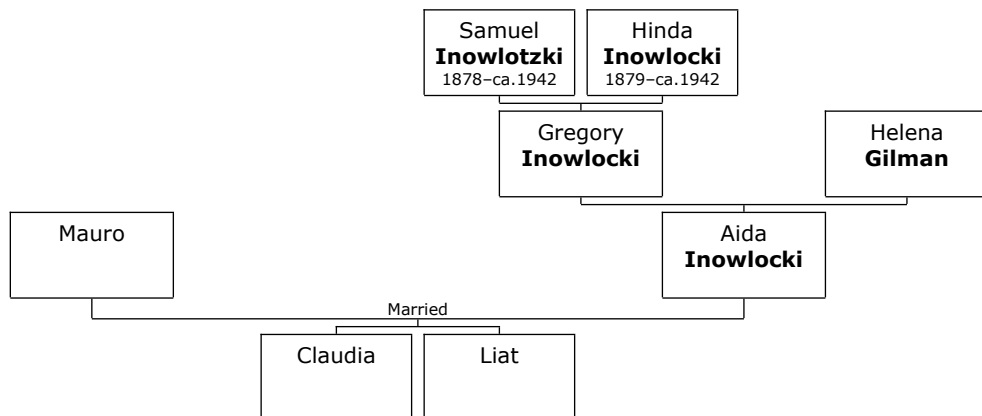 Samuel
Inowlotzki
1878–ca.1942
Hinda
Inowlocki
1879–ca.1942
Gregory
Inowlocki
Helena
Gilman
Mauro
Aida
Inowlocki
Married
Claudia
Liat